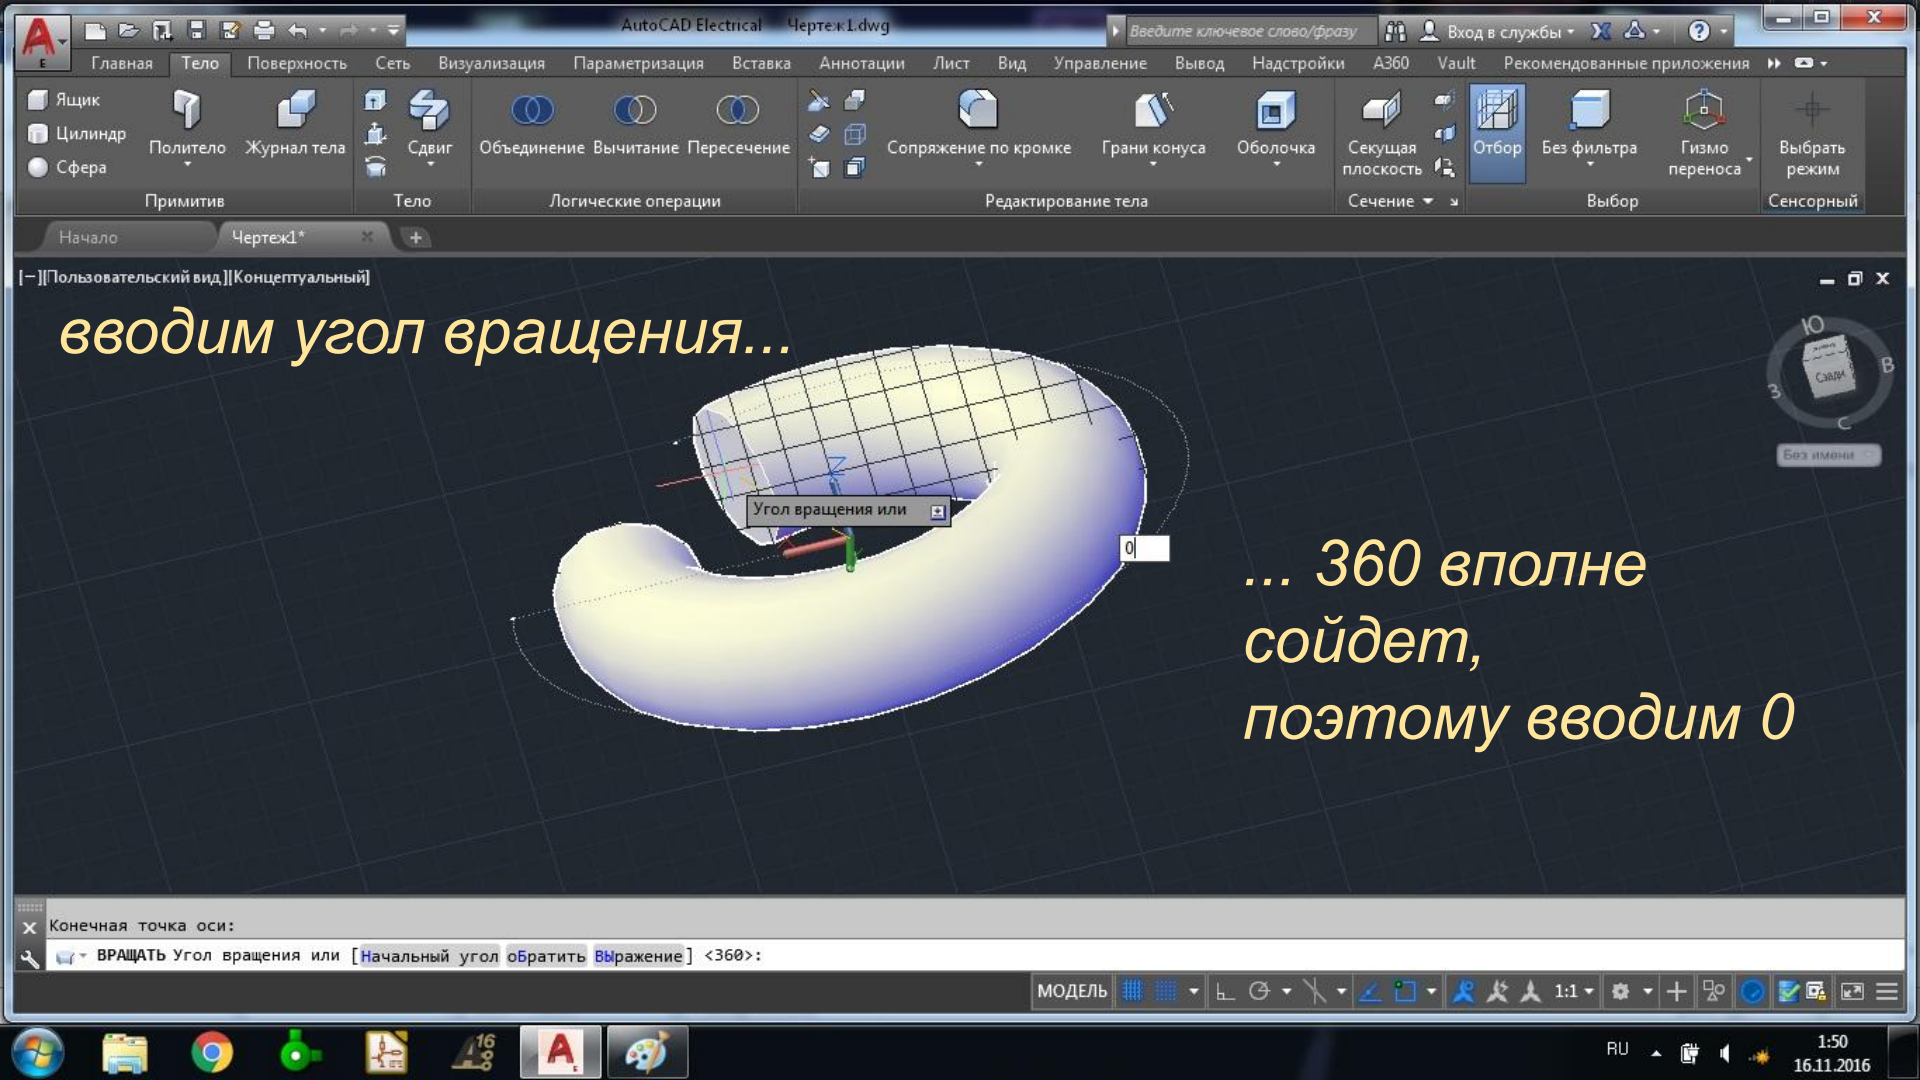 AutoCAD Electrical Чертеж1.dwg
Введите ключевое слово/фразу
Вход в службы
Главная Тело Поверхность Сеть Визуализация Параметризация Вставка Аннотации Лист Вид Управление Вывод Надстройки A360 Vault Рекомендованные приложения
Ящик
Цилиндр
Сфера
Политело
Журнал тела
Сдвиг
Объединение Вычитание Пересечение
Сопряжение по кромке
Грани конуса
Оболочка
Секущая
плоскость
Отбор
Без фильтра
Гизмо
переноса
Выбрать
режим
Примитив Тело Логические операции Редактирование тела Сечение Выбор Сенсорный
Начало Чертеж1*
[−][Пользовательский вид][Концептуальный]
вводим угол вращения...
Ю
В
З
С
Сзади
Без имени
Z
Угол вращения или
0
... 360 вполне
сойдет,
поэтому вводим 0
Конечная точка оси:
ВРАЩАТЬ Угол вращения или [Начальный угол оБратить ВЫражение] <360>:
МОДЕЛЬ
1:1
16
RU
1:50
16.11.2016